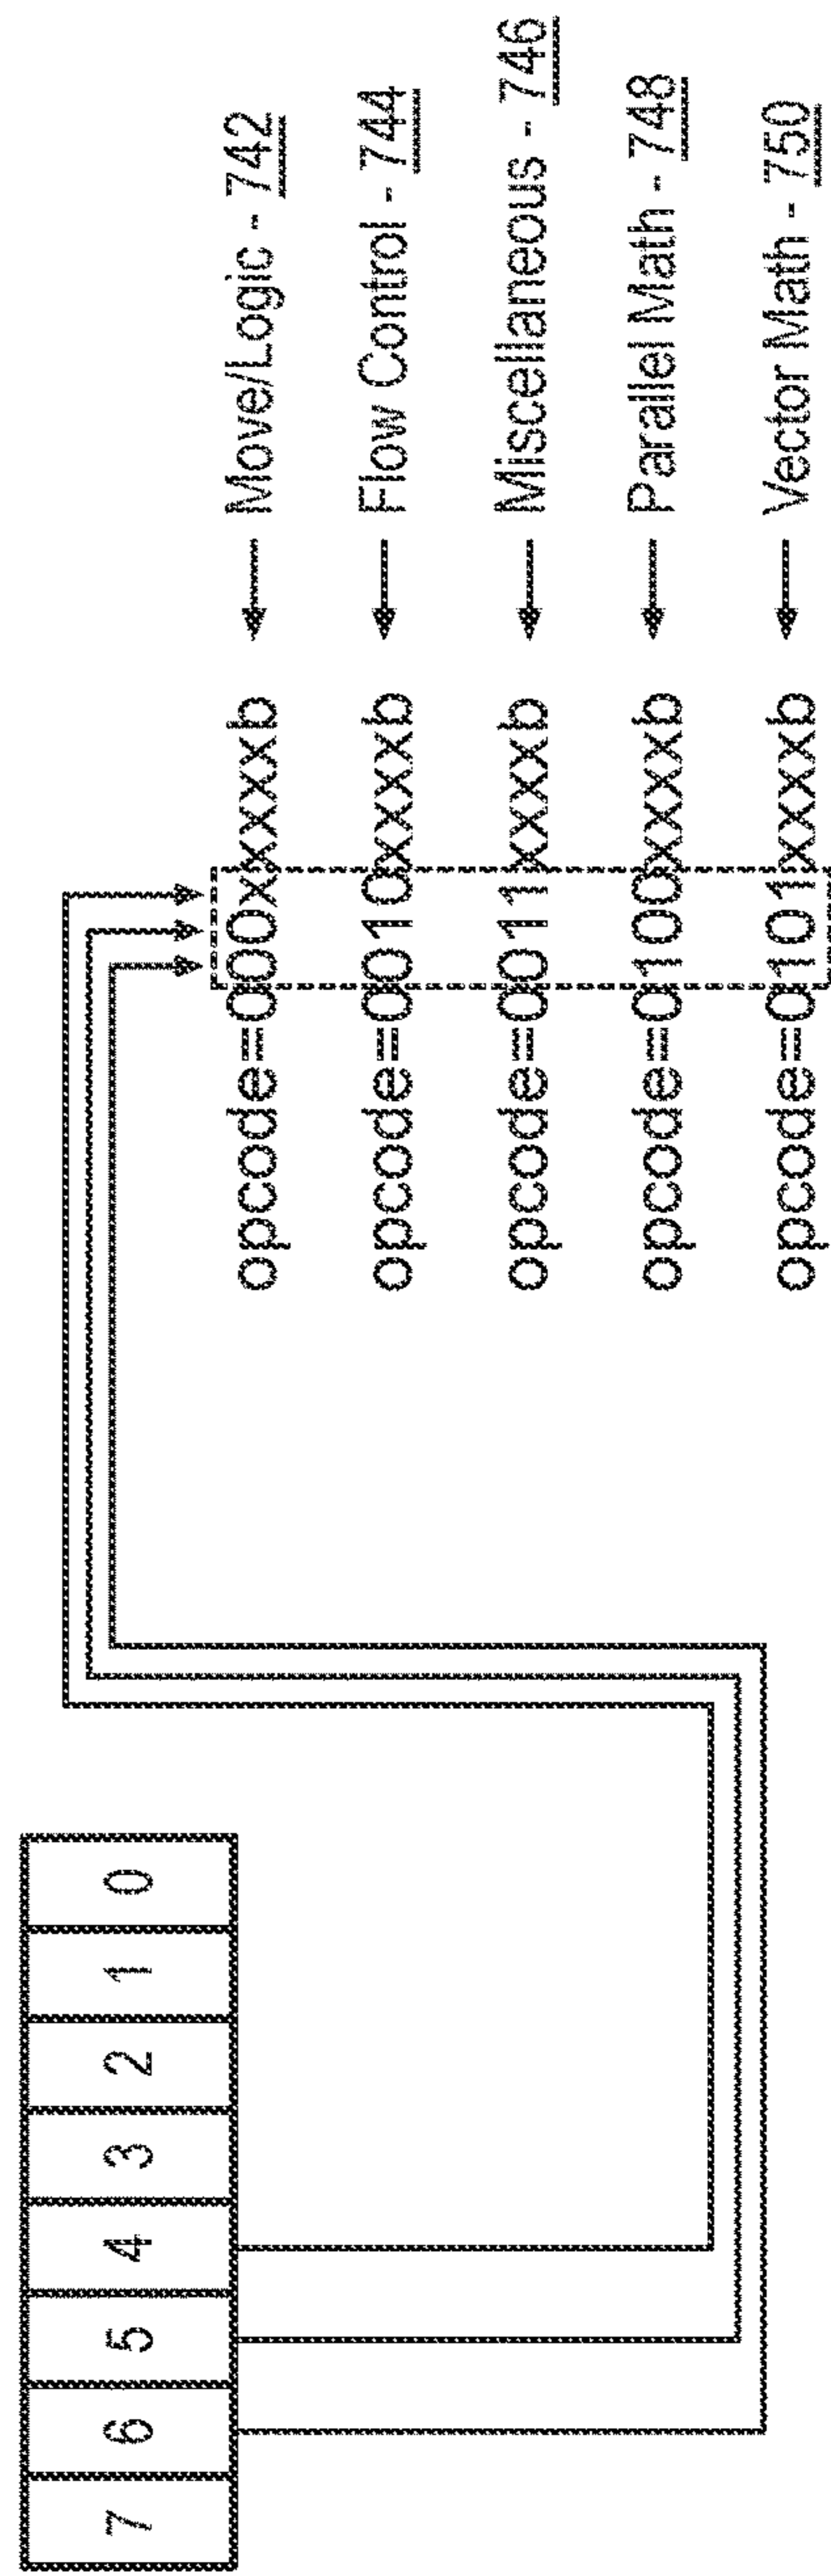 7 6 5 4 3 2 1 0
opcode=000xxxxxb ← Move/Logic - 742
opcode=0010xxxxb ← Flow Control - 744
opcode=0011xxxxb ← Miscellaneous - 746
opcode=0100xxxxb ← Parallel Math - 748
opcode=0101xxxxb ← Vector Math - 750